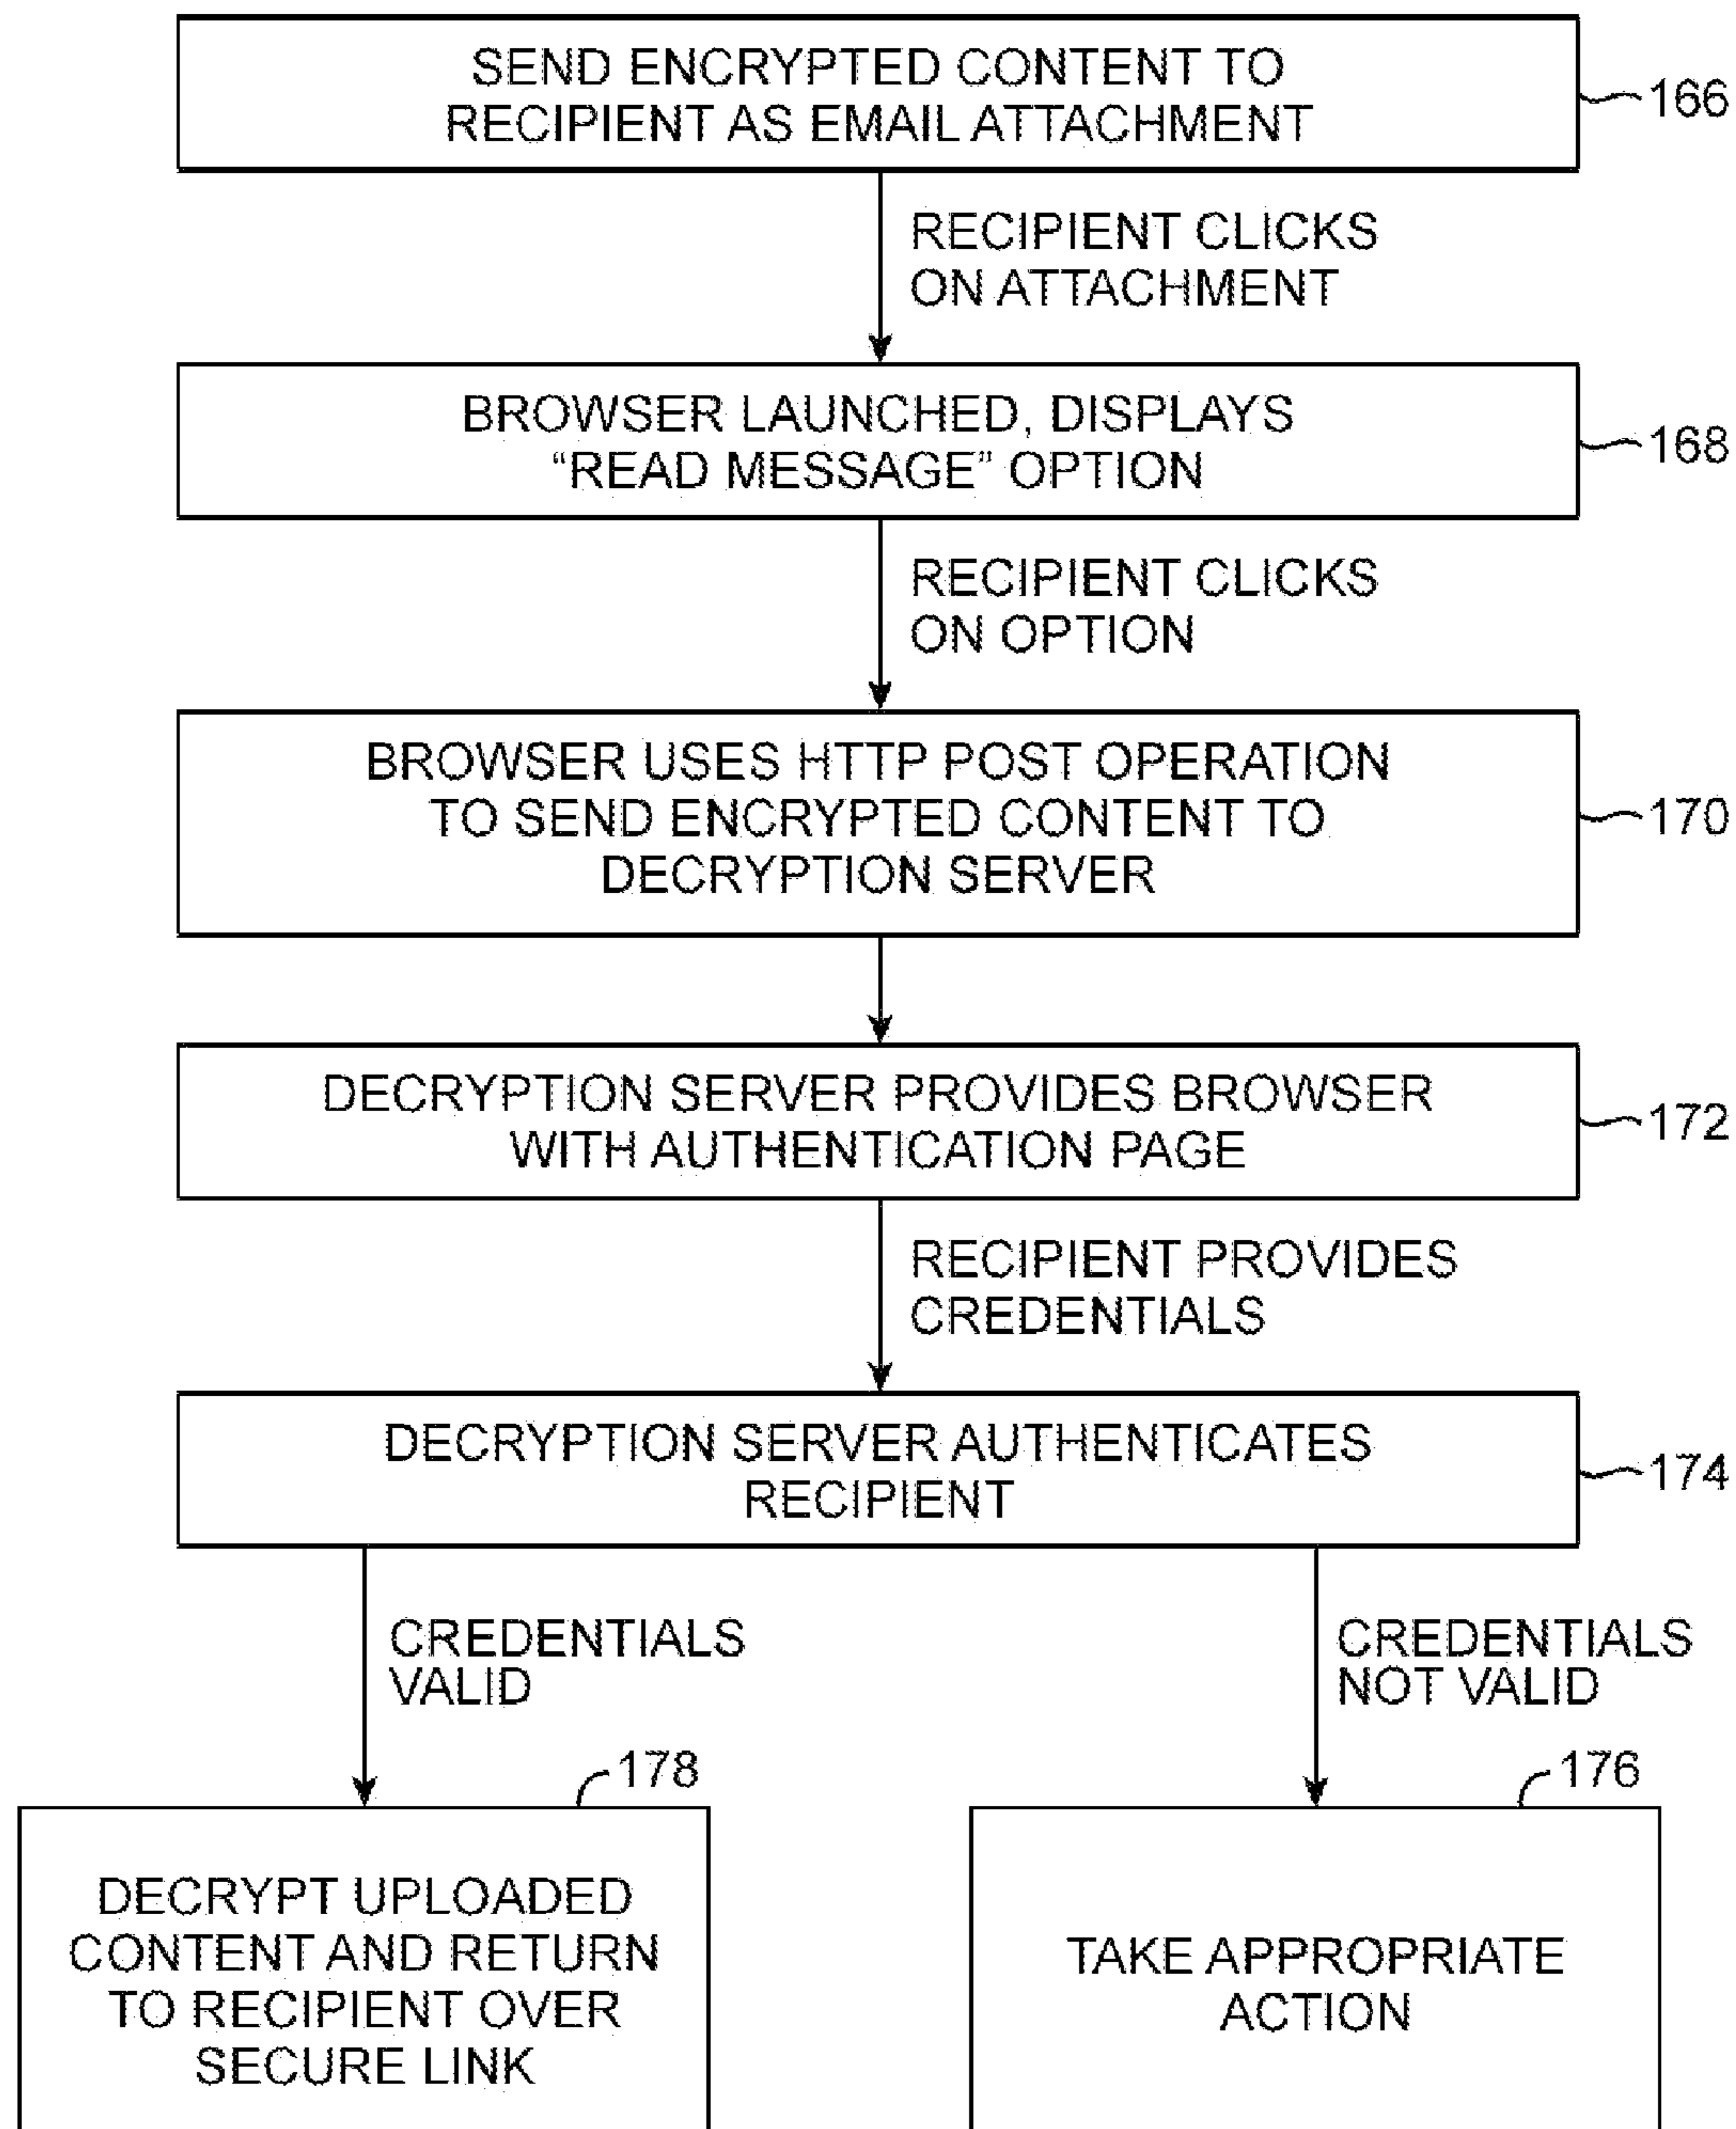 SEND ENCRYPTED CONTENT TO
RECIPIENT AS EMAIL ATTACHMENT
166
RECIPIENT CLICKS
ON ATTACHMENT
BROWSER LAUNCHED, DISPLAYS
“READ MESSAGE” OPTION
168
RECIPIENT CLICKS
ON OPTION
BROWSER USES HTTP POST OPERATION
TO SEND ENCRYPTED CONTENT TO
DECRYPTION SERVER
170
DECRYPTION SERVER PROVIDES BROWSER
WITH AUTHENTICATION PAGE
172
RECIPIENT PROVIDES
CREDENTIALS
DECRYPTION SERVER AUTHENTICATES
RECIPIENT
174
CREDENTIALS
VALID
CREDENTIALS
NOT VALID
178
DECRYPT UPLOADED
CONTENT AND RETURN
TO RECIPIENT OVER
SECURE LINK
176
TAKE APPROPRIATE
ACTION